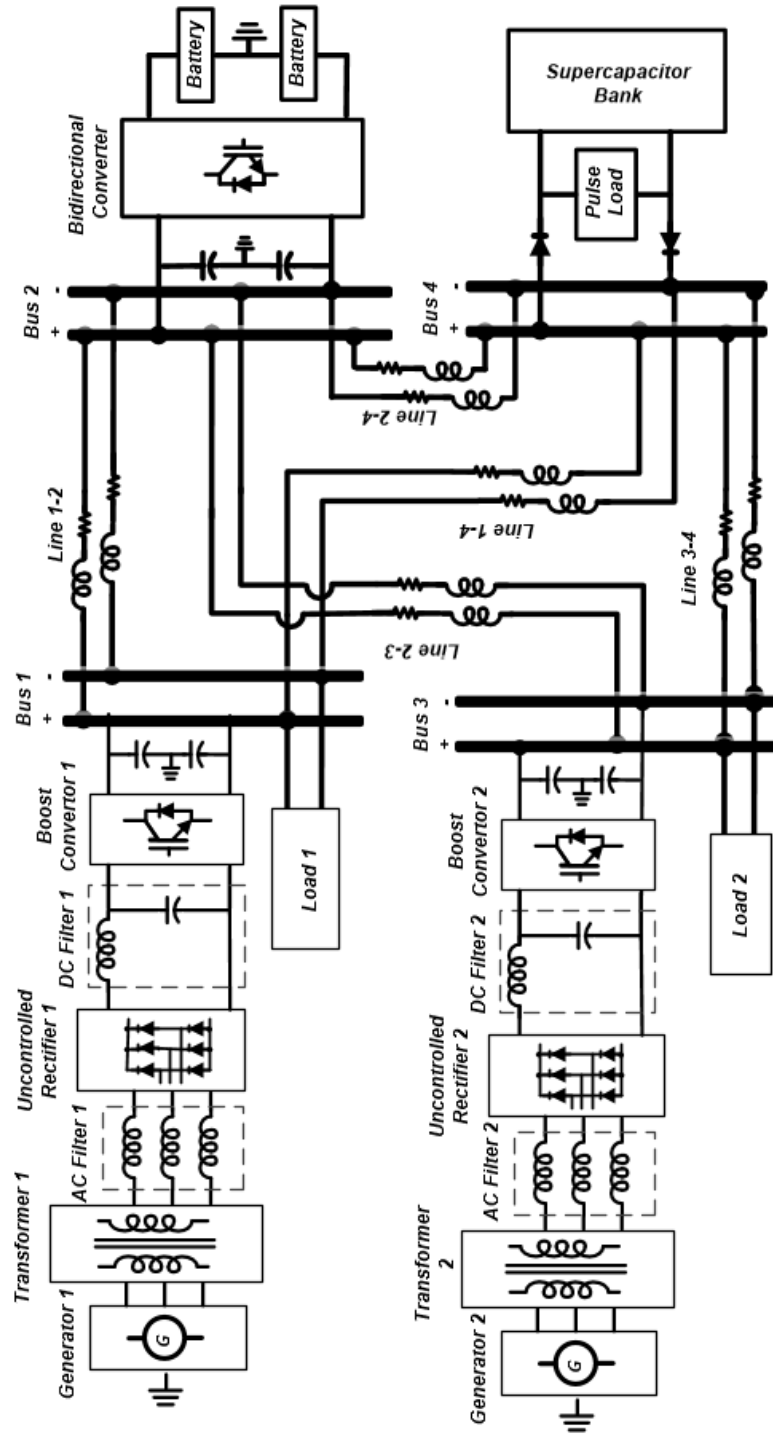 Generator 1
G
Transformer 1
AC Filter 1
Uncontrolled
Rectifier 1
DC Filter 1
Boost
Convertor 1
Load 1
Bus 1
+
-
Line 1-2
Bus 2
+
-
Bidirectional
Converter
Battery
Battery
Line 2-3
Line 1-4
Line 2-4
Generator 2
G
Transformer
2
AC Filter 2
Uncontrolled
Rectifier 2
DC Filter 2
Boost
Convertor 2
Load 2
Bus 3
+
-
Line 3-4
Bus 4
+
-
Pulse
Load
Supercapacitor
Bank